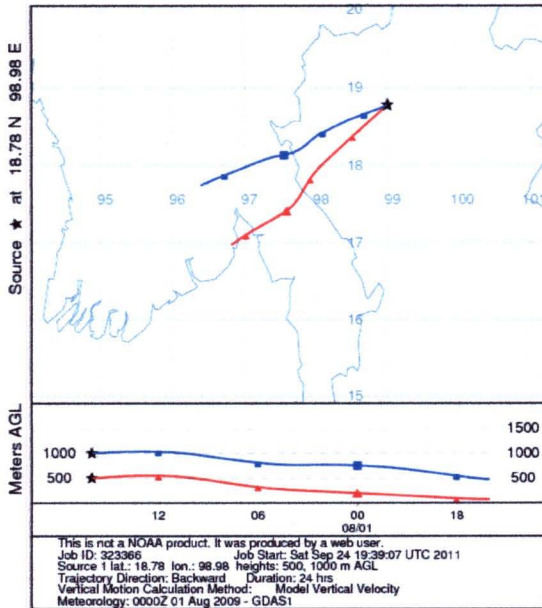 Source ★ at 18.78 N 98.98 E
20
19
18
95 96 97 98 99 100 101
17
16
15
Meters AGL
1500
1000 1000
500 500
12 06 00 18
08/01
This is not a NOAA product. It was produced by a web user.
Job ID: 323366 Job Start: Sat Sep 24 19:39:07 UTC 2011
Source 1 lat.: 18.78 lon.: 98.98 heights: 500, 1000 m AGL
Trajectory Direction: Backward Duration: 24 hrs
Vertical Motion Calculation Method: Model Vertical Velocity
Meteorology: 0000Z 01 Aug 2009 - GDAS1